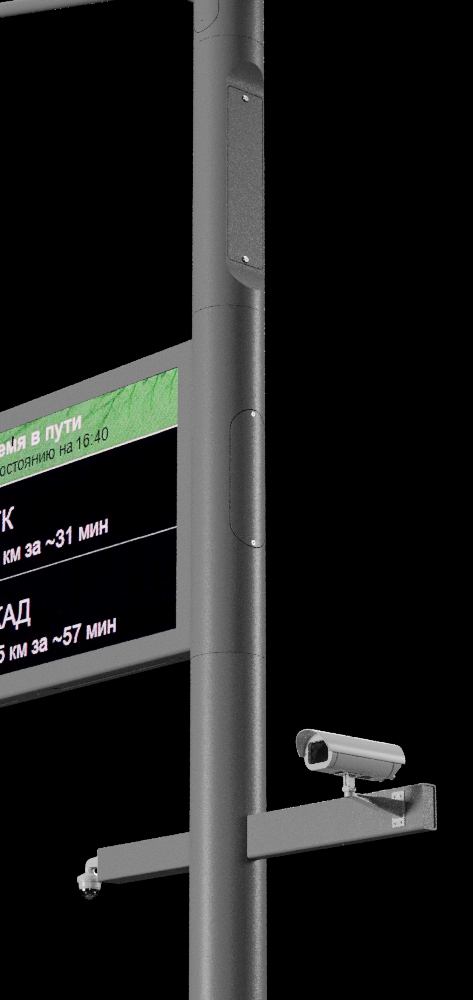 емя в пути
остоянию на 16:40
К
км за ~31 мин
КАД
5 км за ~57 мин